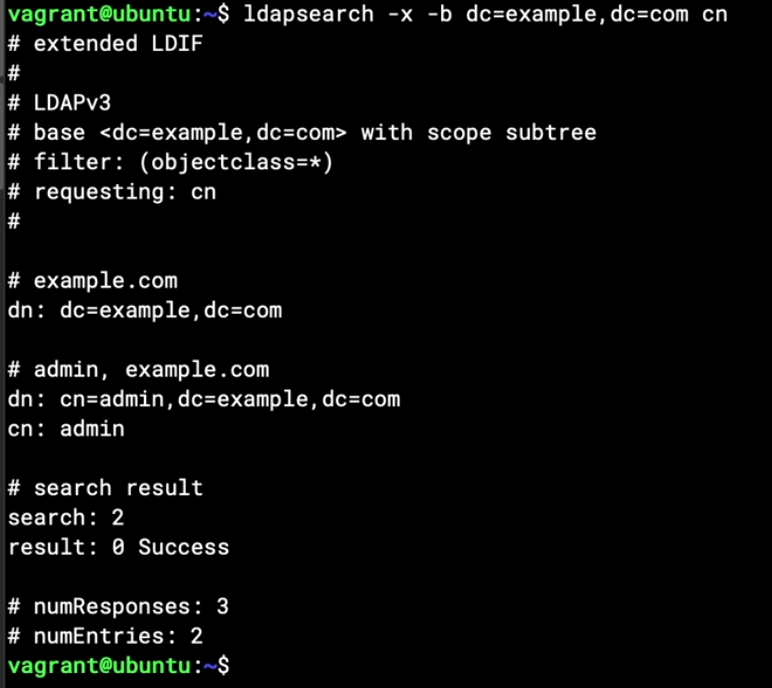 vagrant@ubuntu:~$ ldapsearch -x -b dc=example,dc=com cn
# extended LDIF
#
# LDAPv3
# base <dc=example,dc=com> with scope subtree
# filter: (objectclass=*)
# requesting: cn
#

# example.com
dn: dc=example,dc=com

# admin, example.com
dn: cn=admin,dc=example,dc=com
cn: admin

# search result
search: 2
result: 0 Success

# numResponses: 3
# numEntries: 2
vagrant@ubuntu:~$